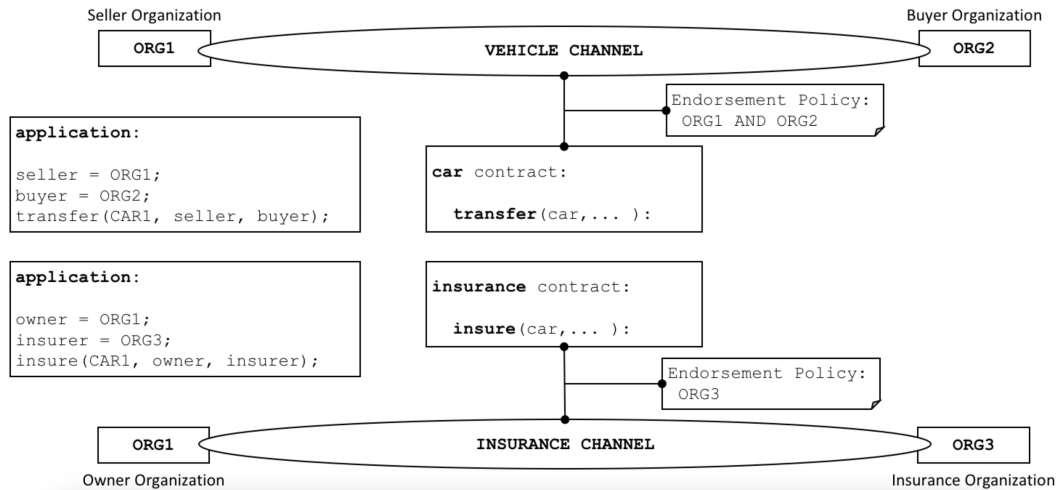 Seller Organization
Buyer Organization
ORG1
VEHICLE CHANNEL
ORG2
Endorsement Policy:
ORG1 AND ORG2
application:
seller = ORG1;
buyer = ORG2;
transfer(CAR1, seller, buyer);
car contract:
transfer(car,... ):
application:
owner = ORG1;
insurer = ORG3;
insure(CAR1, owner, insurer);
insurance contract:
insure(car,... ):
Endorsement Policy:
ORG3
ORG1
INSURANCE CHANNEL
ORG3
Owner Organization
Insurance Organization